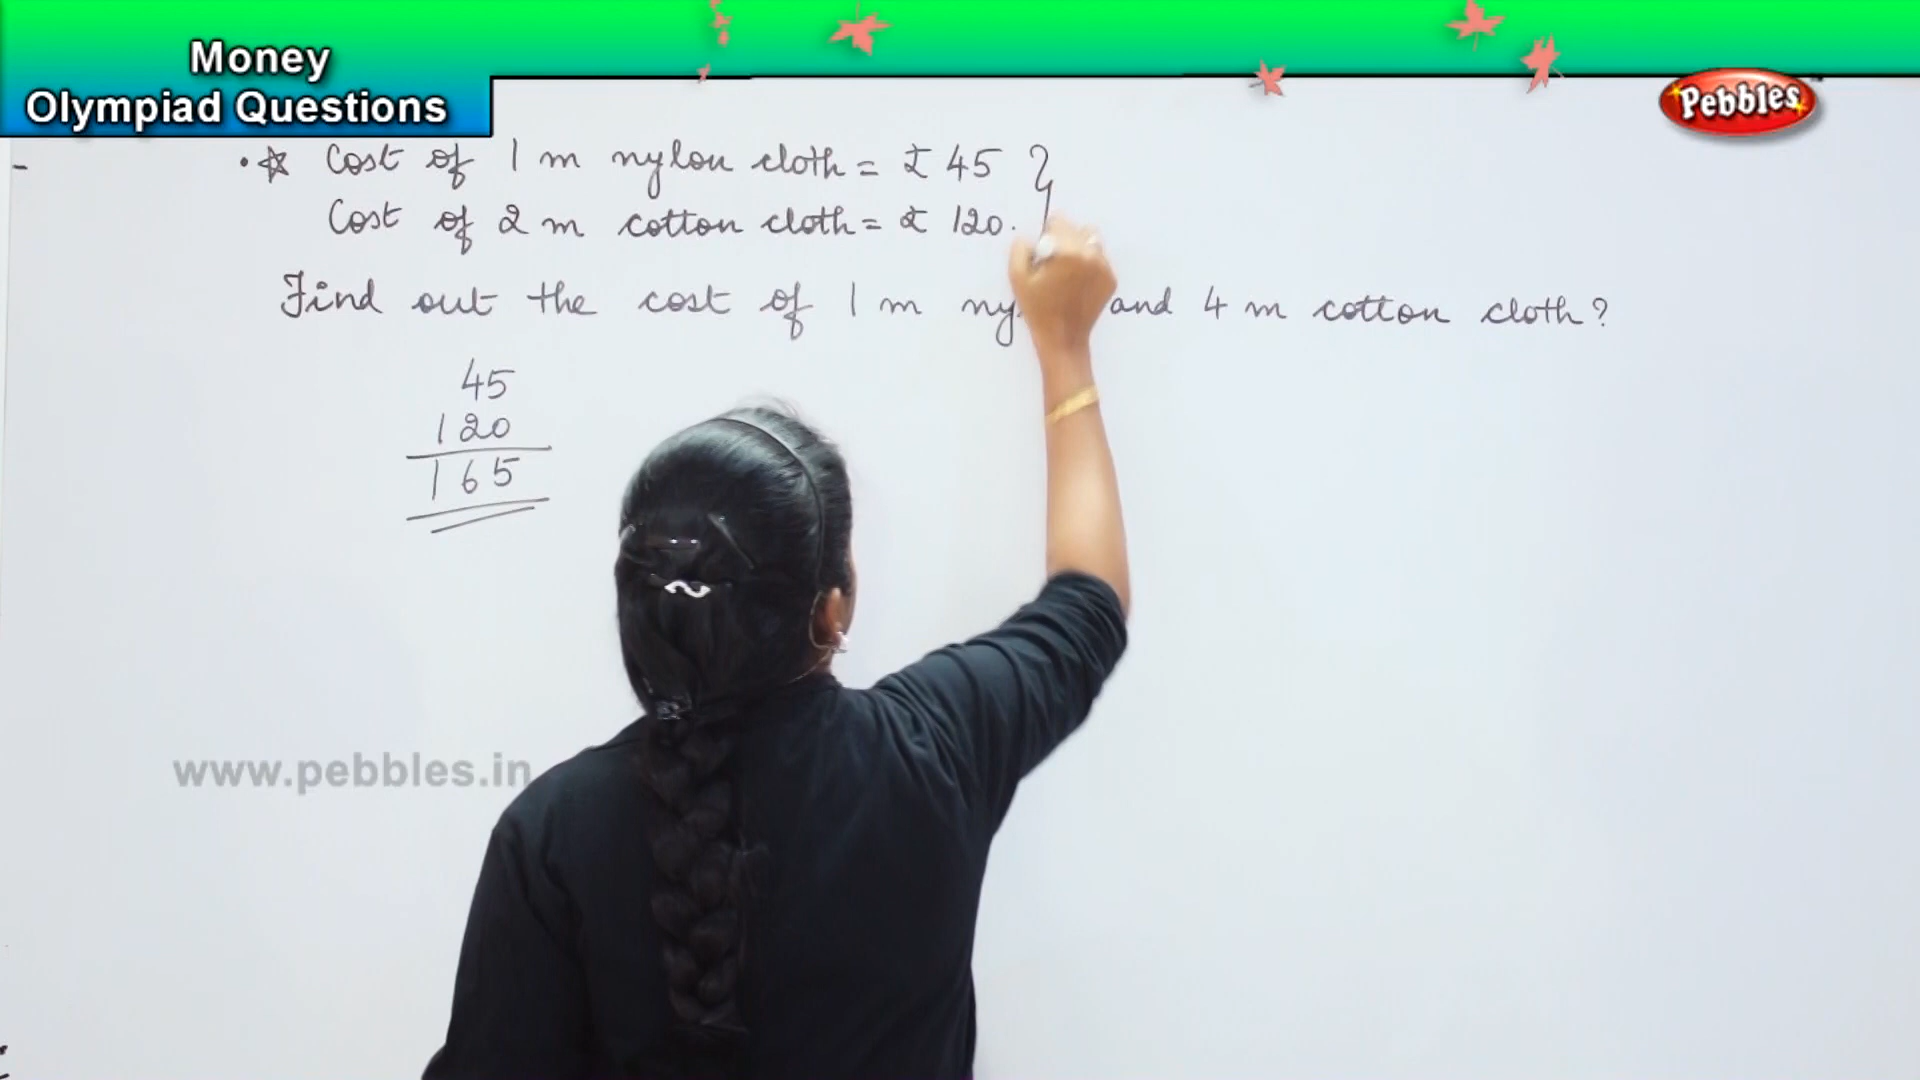 Money
Olympiad Questions
Pebbles
Cost of 1 m nylon cloth = ₹ 45
Cost of 2 m cotton cloth = ₹ 120.
Find out the cost of 1 m and 4 m cotton cloth?
45
120
165
www.pebbles.in